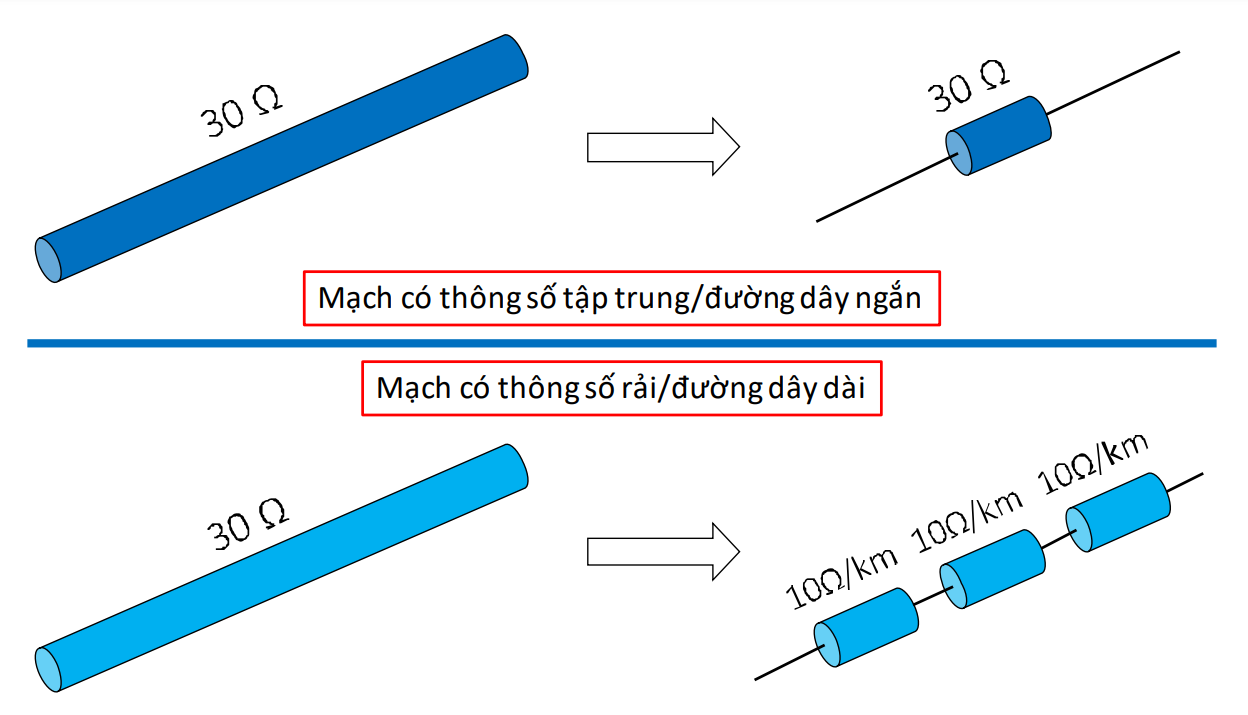 30 Ω
30 Ω
Mạch có thông số tập trung/đường dây ngắn
Mạch có thông số rải/đường dây dài
30 Ω
10Ω/km
10Ω/km
10Ω/km